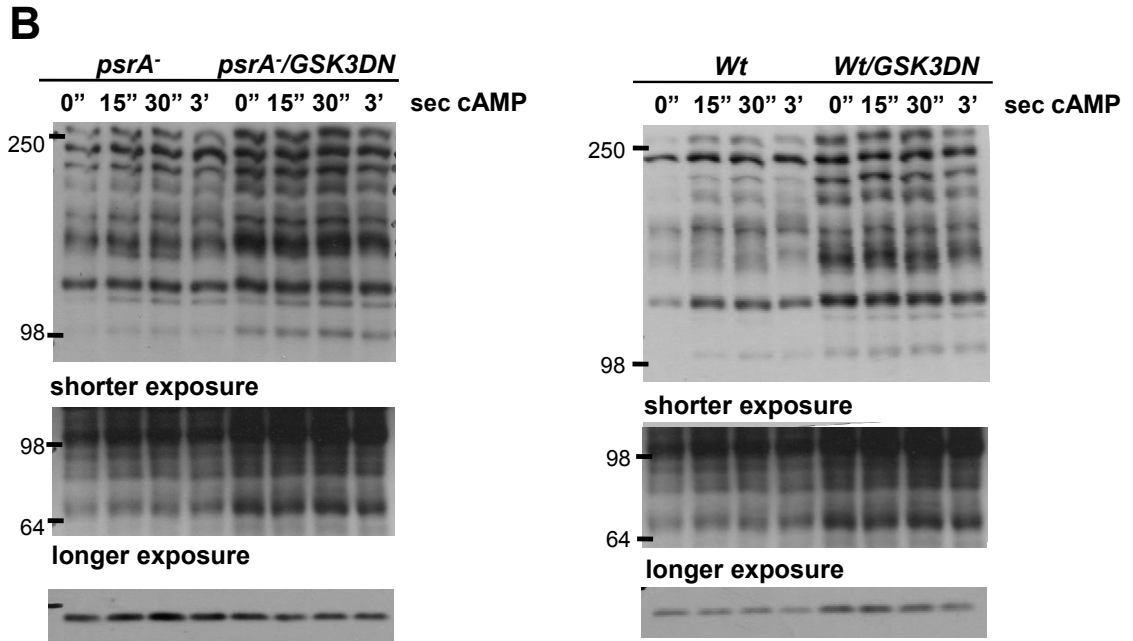 B
psrA- psrA-/GSK3DN
0” 15” 30” 3’ 0” 15” 30” 3’ sec cAMP
250
98
shorter exposure
98
64
longer exposure
Wt Wt/GSK3DN
0” 15” 30” 3’ 0” 15” 30” 3’ sec cAMP
250
98
shorter exposure
98
64
longer exposure